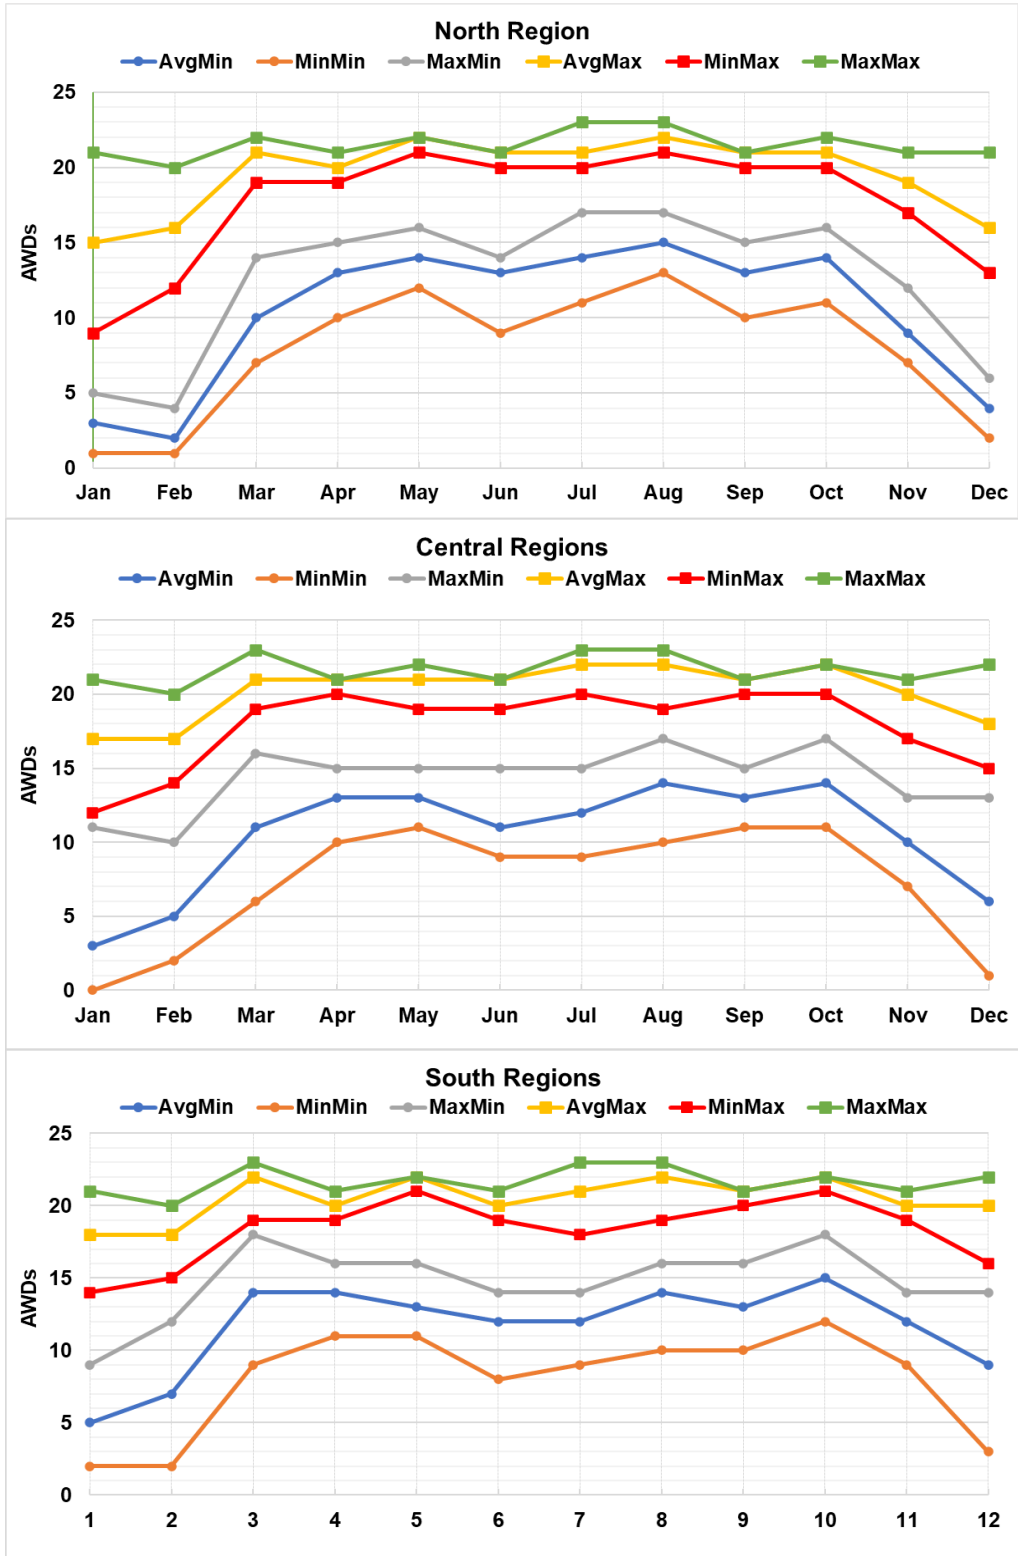 North Region
AvgMin MinMin MaxMin AvgMax MinMax MaxMax
25
20
15
10
5
0
AWDs
Jan Feb Mar Apr May Jun Jul Aug Sep Oct Nov Dec
Central Regions
AvgMin MinMin MaxMin AvgMax MinMax MaxMax
25
20
15
10
5
0
AWDs
Jan Feb Mar Apr May Jun Jul Aug Sep Oct Nov Dec
South Regions
AvgMin MinMin MaxMin AvgMax MinMax MaxMax
25
20
15
10
5
0
AWDs
1 2 3 4 5 6 7 8 9 10 11 12